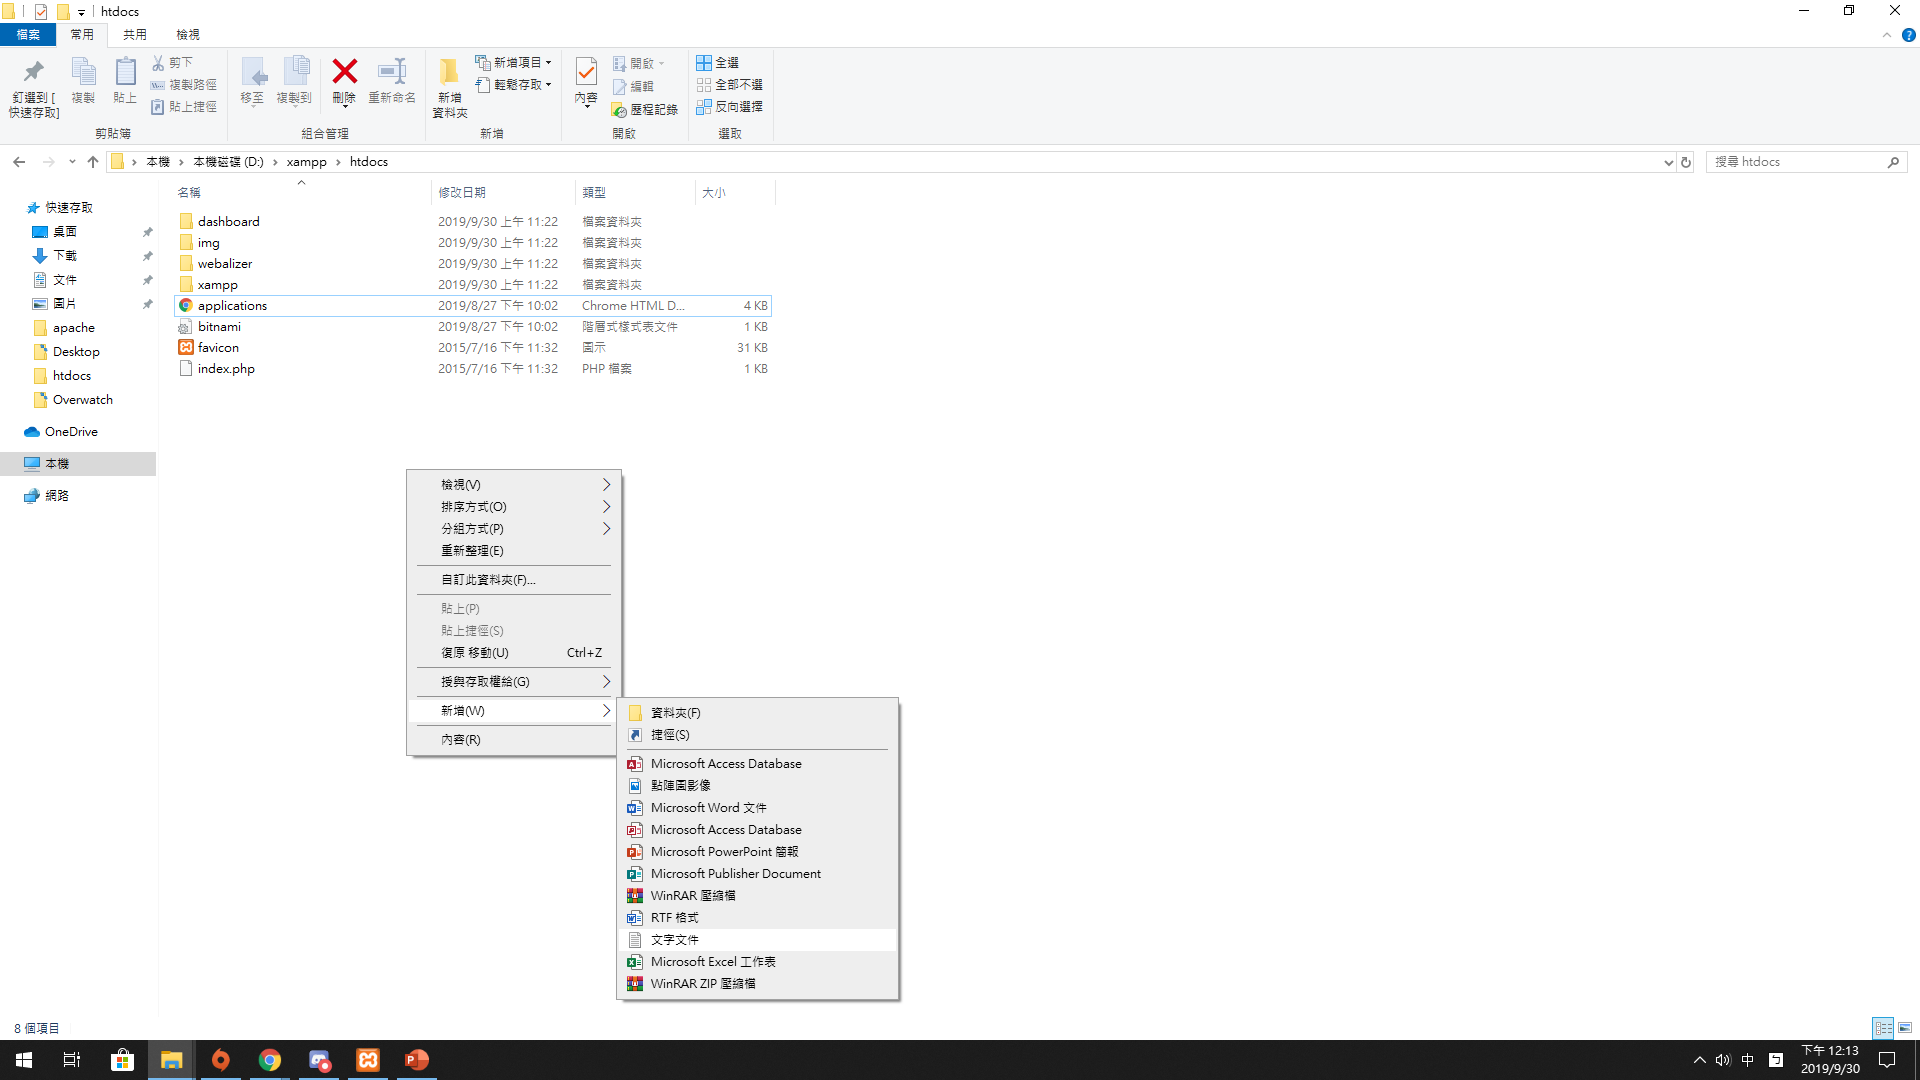 htdocs
檔案 常用 共用 檢視
釘選到 [快速存取]
複製
貼上
剪下
複製路徑
貼上捷徑
剪貼簿
移至
複製到
刪除
重新命名
組合管理
新增資料夾
新增項目
輕鬆存取
新增
內容
開啟
編輯
歷程記錄
開啟
全選
全部不選
反向選擇
選取
本機 本機磁碟 (D:) xampp htdocs
搜尋 htdocs
名稱 修改日期 類型 大小
快速存取
桌面
下載
文件
圖片
apache
Desktop
htdocs
Overwatch
OneDrive
本機
網路
dashboard 2019/9/30 上午 11:22 檔案資料夾
img 2019/9/30 上午 11:22 檔案資料夾
webalizer 2019/9/30 上午 11:22 檔案資料夾
xampp 2019/9/30 上午 11:22 檔案資料夾
applications 2019/8/27 下午 10:02 Chrome HTML D... 4 KB
bitnami 2019/8/27 下午 10:02 階層式樣式表文件 1 KB
favicon 2015/7/16 下午 11:32 圖示 31 KB
index.php 2015/7/16 下午 11:32 PHP 檔案 1 KB
檢視(V)
排序方式(O)
分組方式(P)
重新整理(E)
自訂此資料夾(F)...
貼上(P)
貼上捷徑(S)
復原 移動(U) Ctrl+Z
授與存取權給(G)
新增(W)
內容(R)
資料夾(F)
捷徑(S)
Microsoft Access Database
點陣圖影像
Microsoft Word 文件
Microsoft Access Database
Microsoft PowerPoint 簡報
Microsoft Publisher Document
WinRAR 壓縮檔
RTF 格式
文字文件
Microsoft Excel 工作表
WinRAR ZIP 壓縮檔
8 個項目
中
ㄅ
下午 12:13
2019/9/30